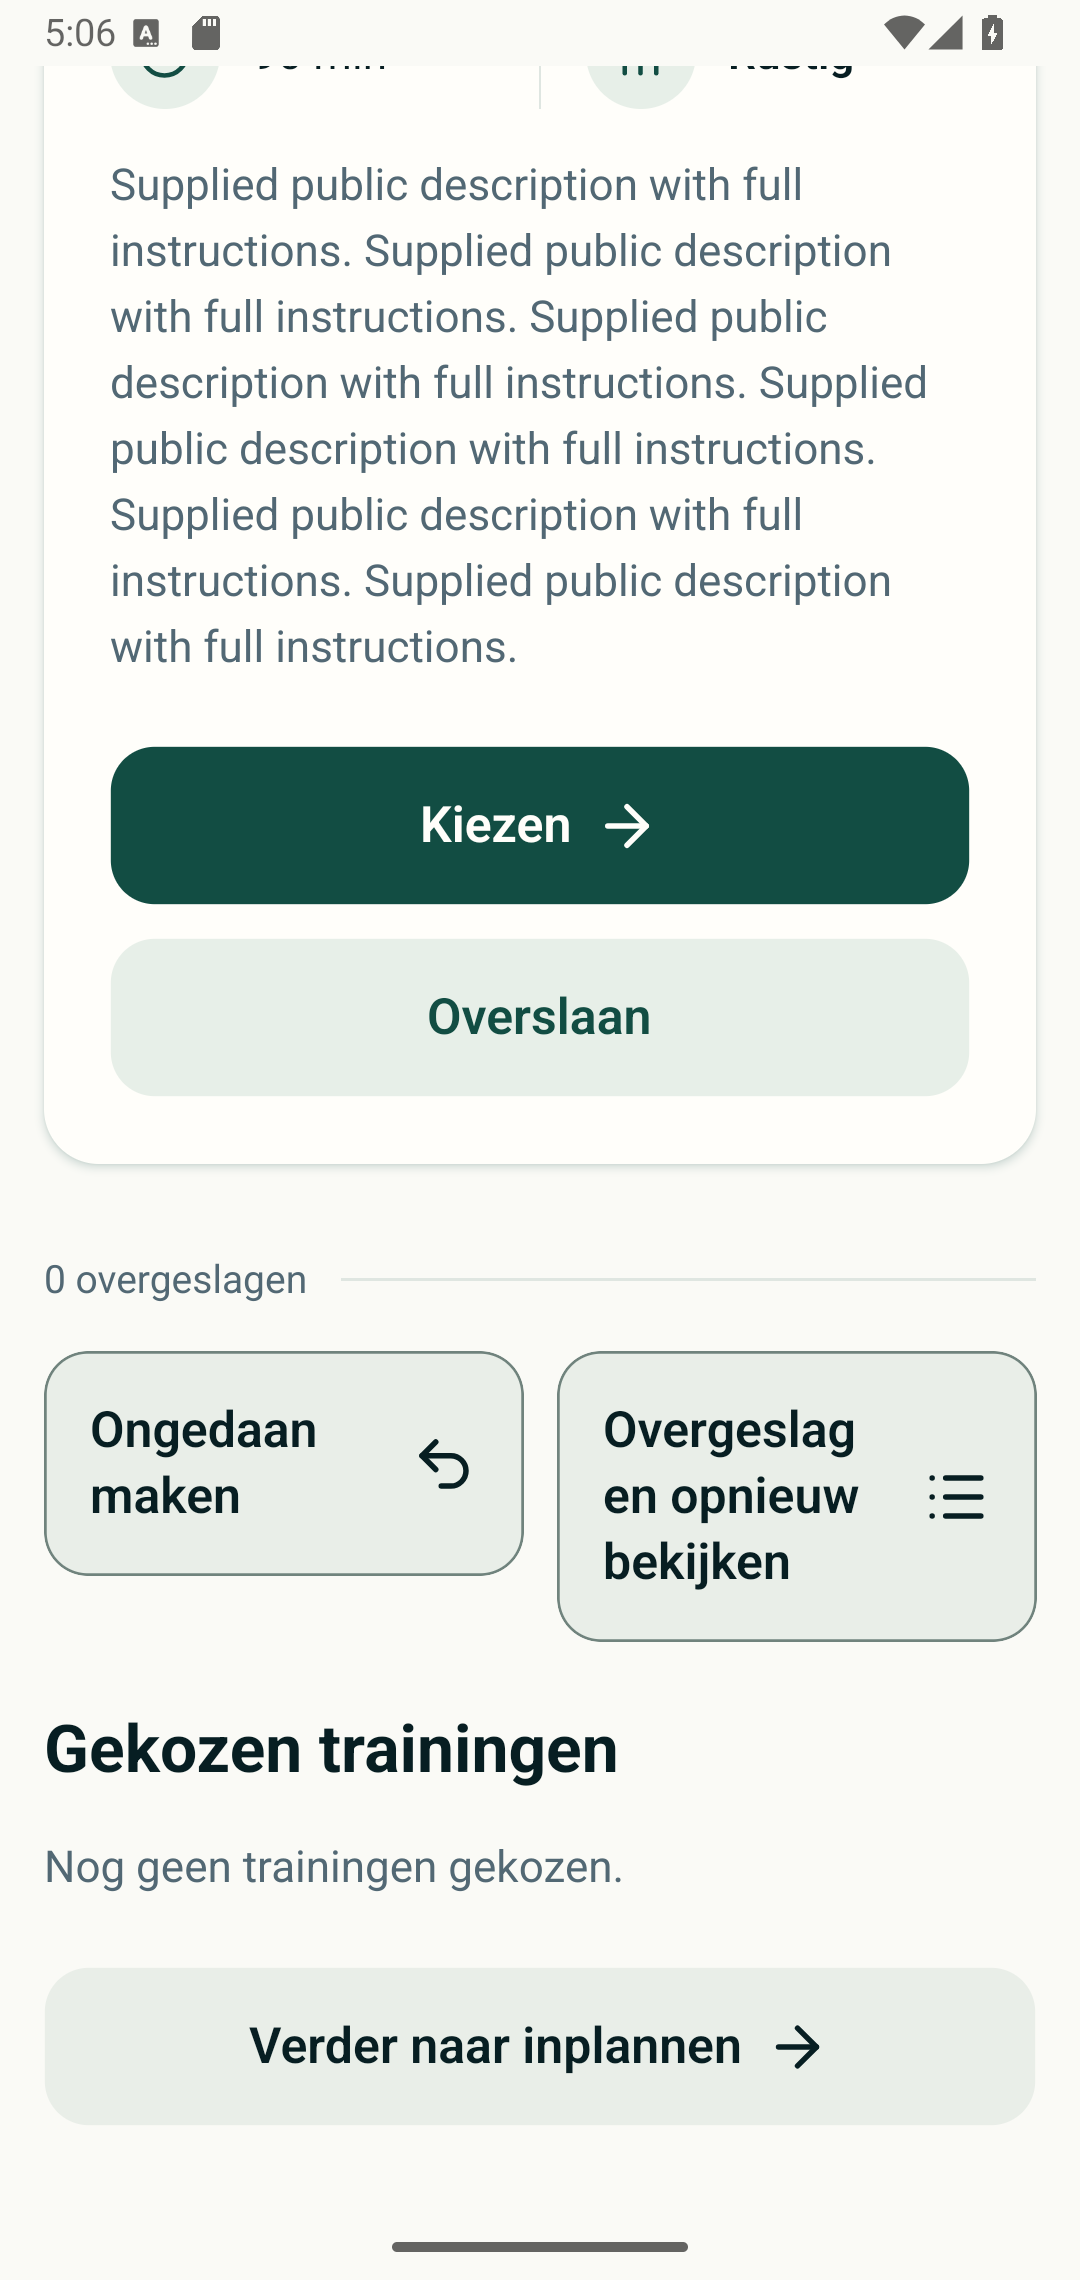 5:06
Supplied public description with full
instructions. Supplied public description
with full instructions. Supplied public
description with full instructions. Supplied
public description with full instructions.
Supplied public description with full
instructions. Supplied public description
with full instructions.
Kiezen
Overslaan
0 overgeslagen
Ongedaan
maken
Overgeslag
en opnieuw
bekijken
Gekozen trainingen
Nog geen trainingen gekozen.
Verder naar inplannen